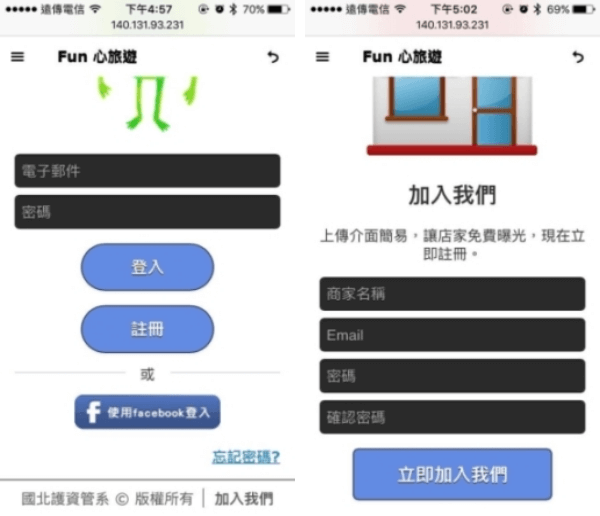 遠傳電信 下午4:57 70%
140.131.93.231
Fun 心旅遊
電子郵件
密碼
登入
註冊
或
f 使用facebook登入
忘記密碼?
國北護資管系 © 版權所有 | 加入我們
遠傳電信 下午5:02 69%
140.131.93.231
Fun 心旅遊
加入我們
上傳介面簡易，讓店家免費曝光，現在立
即註冊。
商家名稱
Email
密碼
確認密碼
立即加入我們